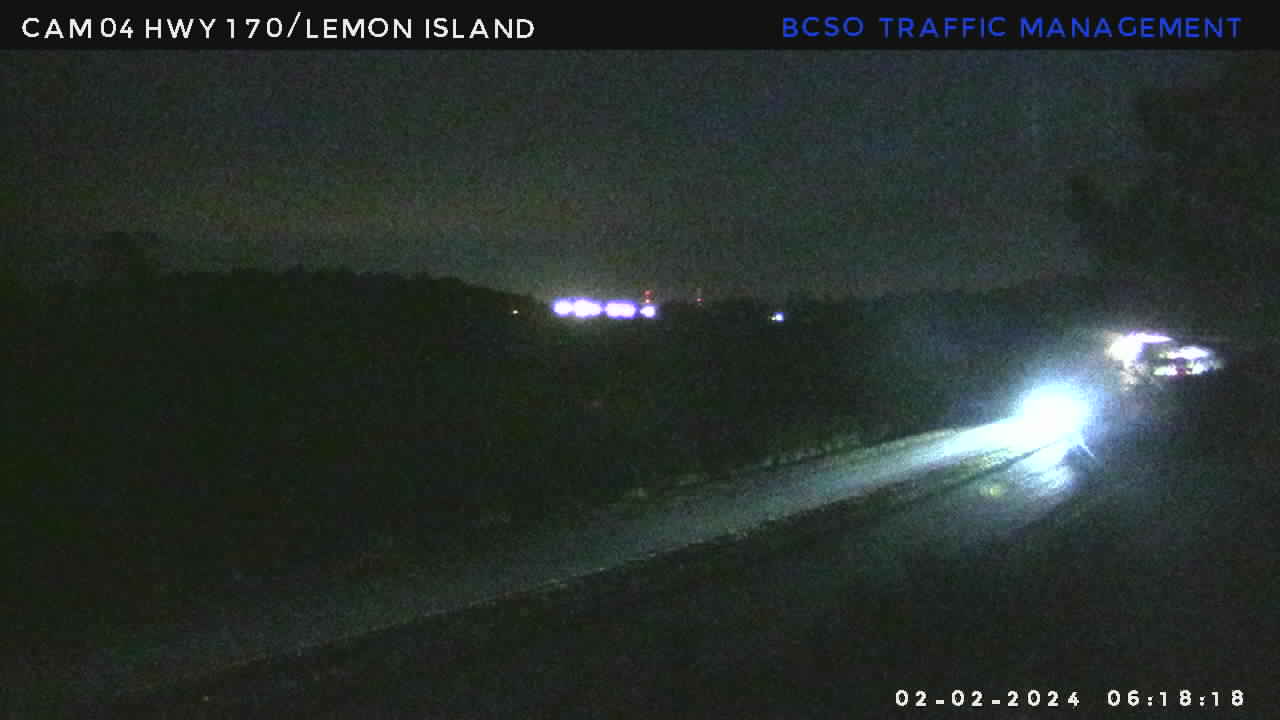 CAM04 HWY 170/LEMON ISLAND
BCSO TRAFFIC MANAGEMENT
02-02-2024 06:18:18